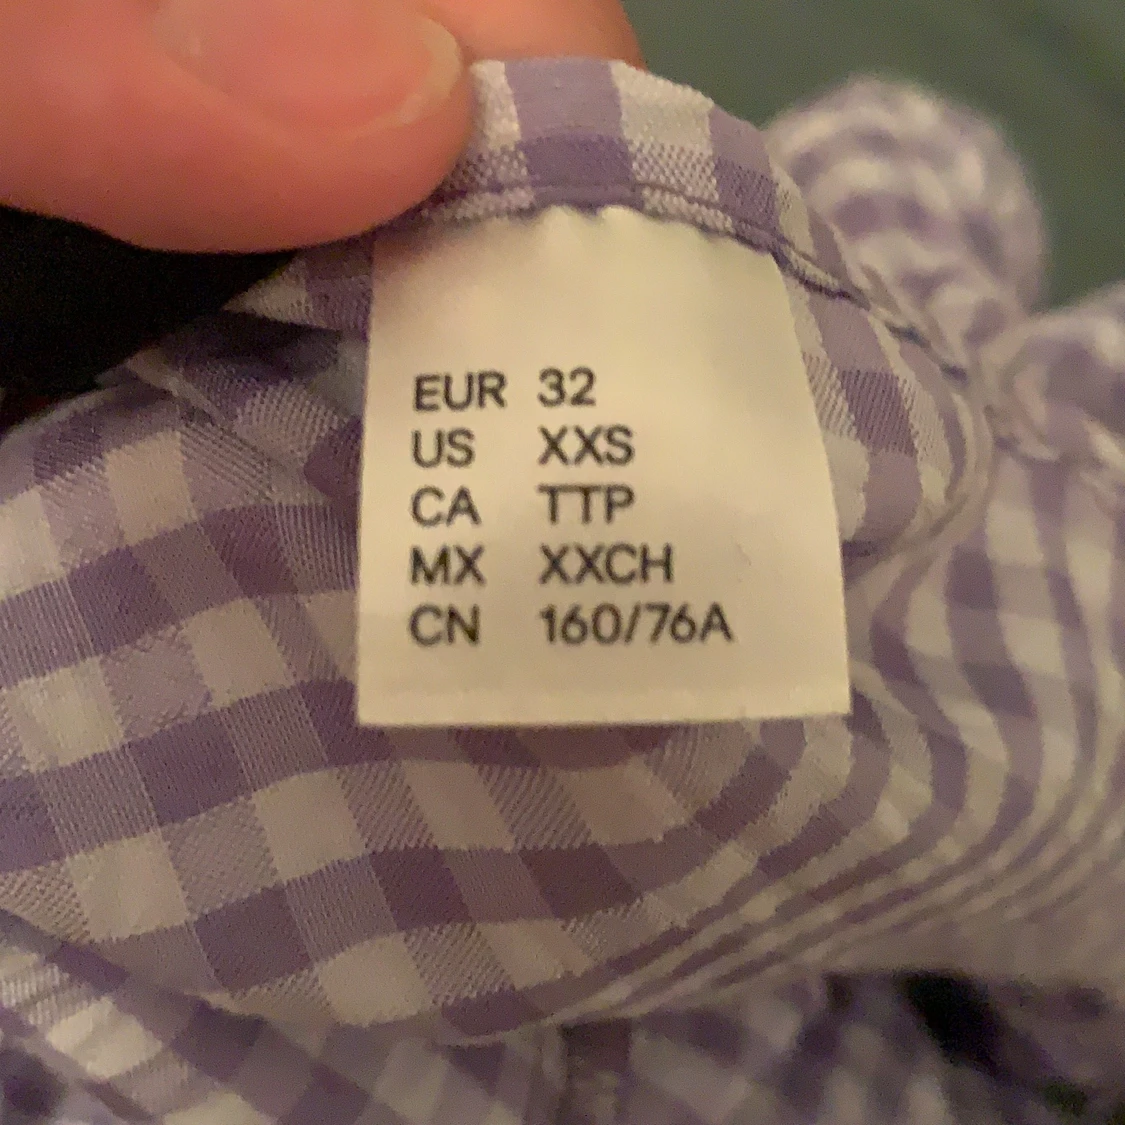 EUR 32
US XXS
CA TTP
MX XXCH
CN 160/76A